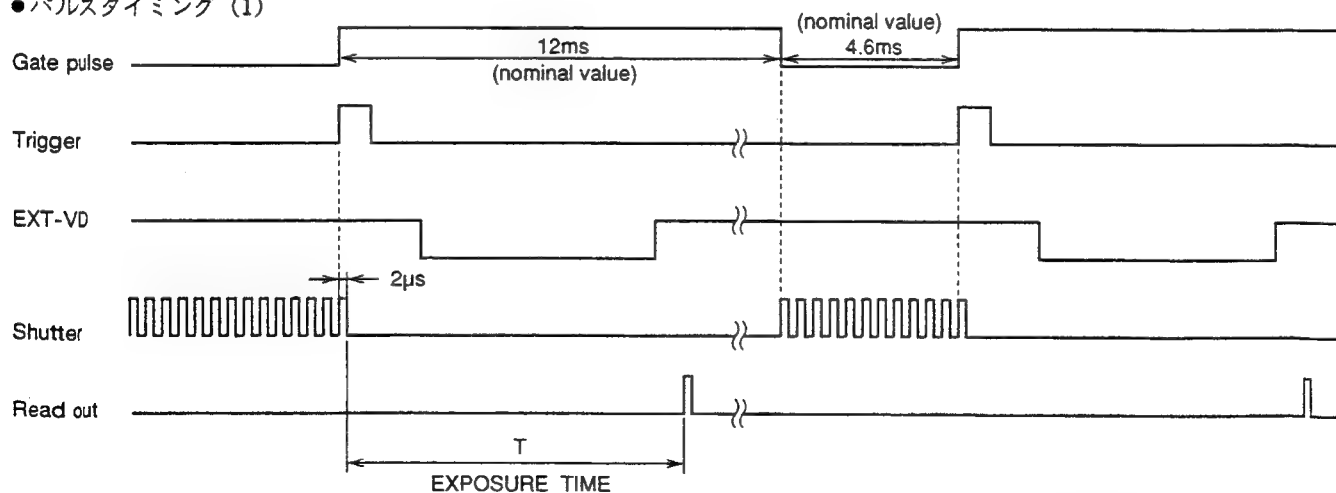 ●パルスタイミング (1)
(nominal value)
Gate pulse
12ms
4.6ms
(nominal value)
Trigger
EXT-VD
2μs
Shutter
Read out
T
EXPOSURE TIME